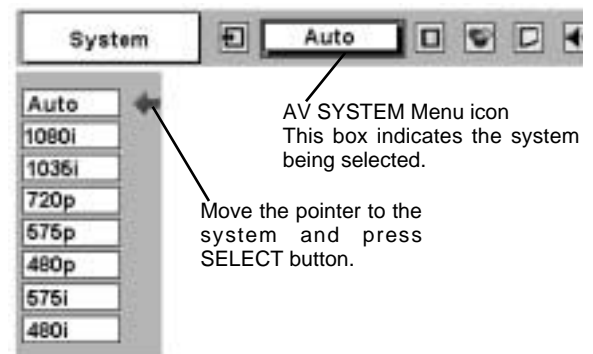 System
Auto
AV SYSTEM Menu icon
This box indicates the system
being selected.
Auto
1080i
1035i
720p
575p
480p
575i
480i
Move the pointer to the
system and press
SELECT button.